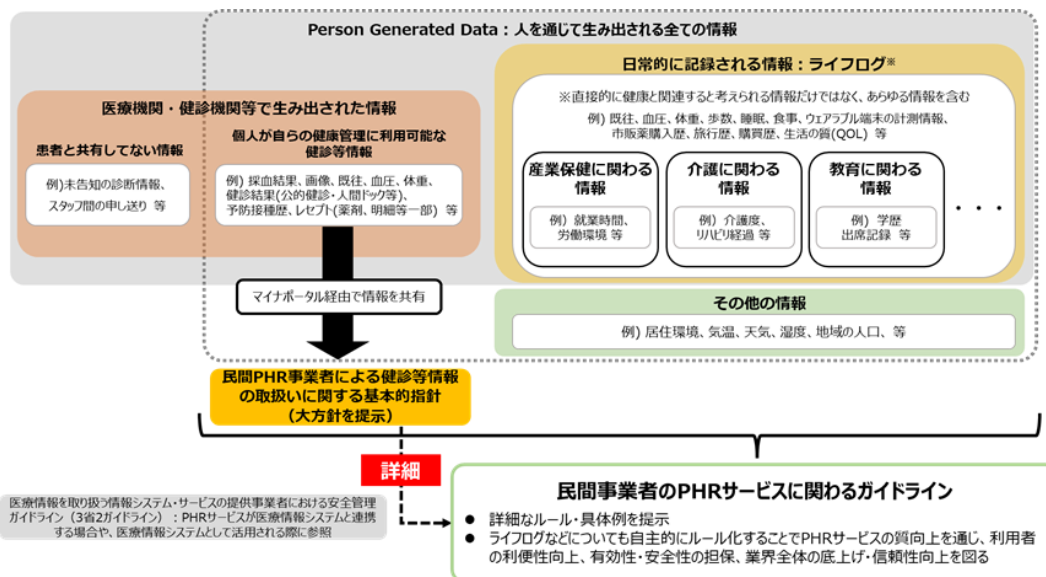 Person Generated Data：人を通じて生み出される全ての情報
医療機関・健診機関等で生み出された情報
患者と共有してない情報
例)未告知の診断情報、
スタッフ間の申し送り 等
個人が自らの健康管理に利用可能な
健診等情報
例) 採血結果、画像、既往、血圧、体重、
健診結果(公的健診・人間ドック等)、
予防接種歴、レセプト(薬剤、明細等一部) 等
日常的に記録される情報：ライフログ※
※直接的に健康と関連すると考えられる情報だけではなく、あらゆる情報を含む
例) 既往、血圧、体重、歩数、睡眠、食事、ウェアラブル端末の計測情報、
市販薬購入歴、旅行歴、購買歴、生活の質(QOL) 等
産業保健に関わる
情報
例) 就業時間、
労働環境 等
介護に関わる
情報
例) 介護度、
リハビリ経過 等
教育に関わる
情報
例) 学歴
出席記録 等
・・・
マイナポータル経由で情報を共有
その他の情報
例) 居住環境、気温、天気、湿度、地域の人口、等
民間PHR事業者による健診等情報
の取扱いに関する基本的指針
（大方針を提示）
詳細
医療情報を取り扱う情報システム・サービスの提供事業者における安全管理
ガイドライン（3省2ガイドライン）：PHRサービスが医療情報システムと連携
する場合や、医療情報システムとして活用される際に参照
民間事業者のPHRサービスに関わるガイドライン
● 詳細なルール・具体例を提示
● ライフログなどについても自主的にルール化することでPHRサービスの質向上を通じ、利用者
の利便性向上、有効性・安全性の担保、業界全体の底上げ・信頼性向上を図る